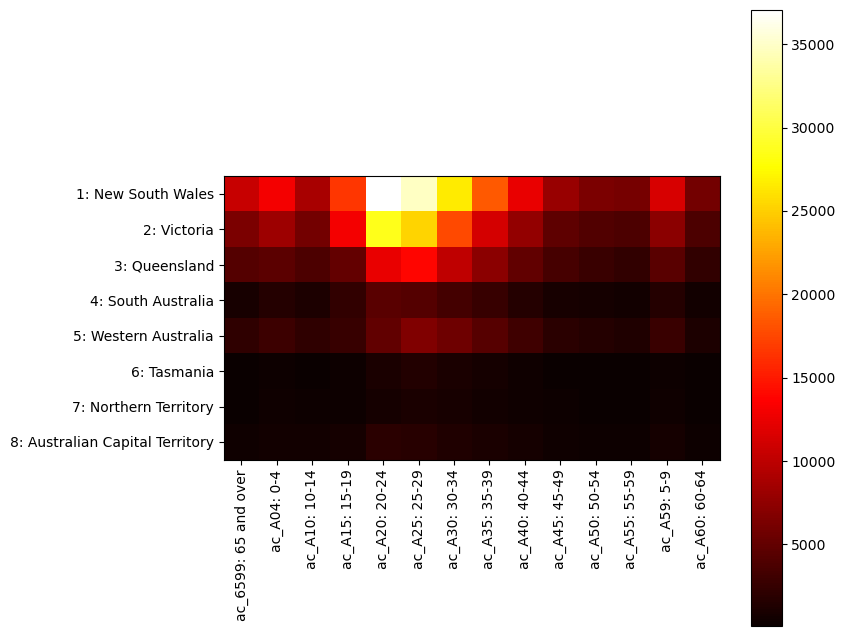 35000
30000
25000
20000
15000
10000
5000
1: New South Wales
2: Victoria
3: Queensland
4: South Australia
5: Western Australia
6: Tasmania
7: Northern Territory
8: Australian Capital Territory
ac_6599: 65 and over
ac_A04: 0-4
ac_A10: 10-14
ac_A15: 15-19
ac_A20: 20-24
ac_A25: 25-29
ac_A30: 30-34
ac_A35: 35-39
ac_A40: 40-44
ac_A45: 45-49
ac_A50: 50-54
ac_A55: 55-59
ac_A59: 5-9
ac_A60: 60-64